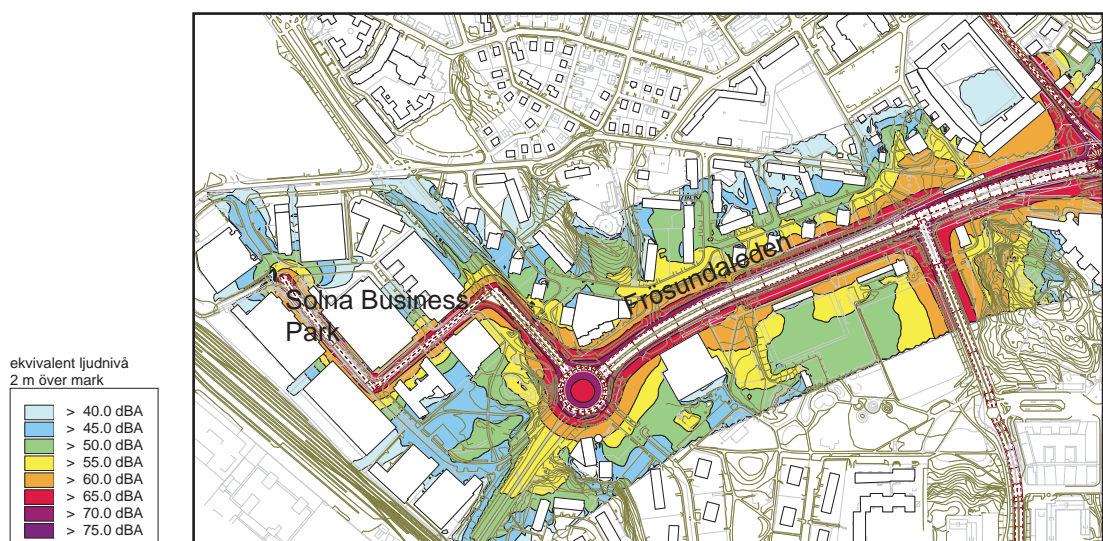 Frösundaleden
Solna Business
Park
ekvivalent ljudnivå
2 m över mark
> 40.0 dBA
> 45.0 dBA
> 50.0 dBA
> 55.0 dBA
> 60.0 dBA
> 65.0 dBA
> 70.0 dBA
> 75.0 dBA